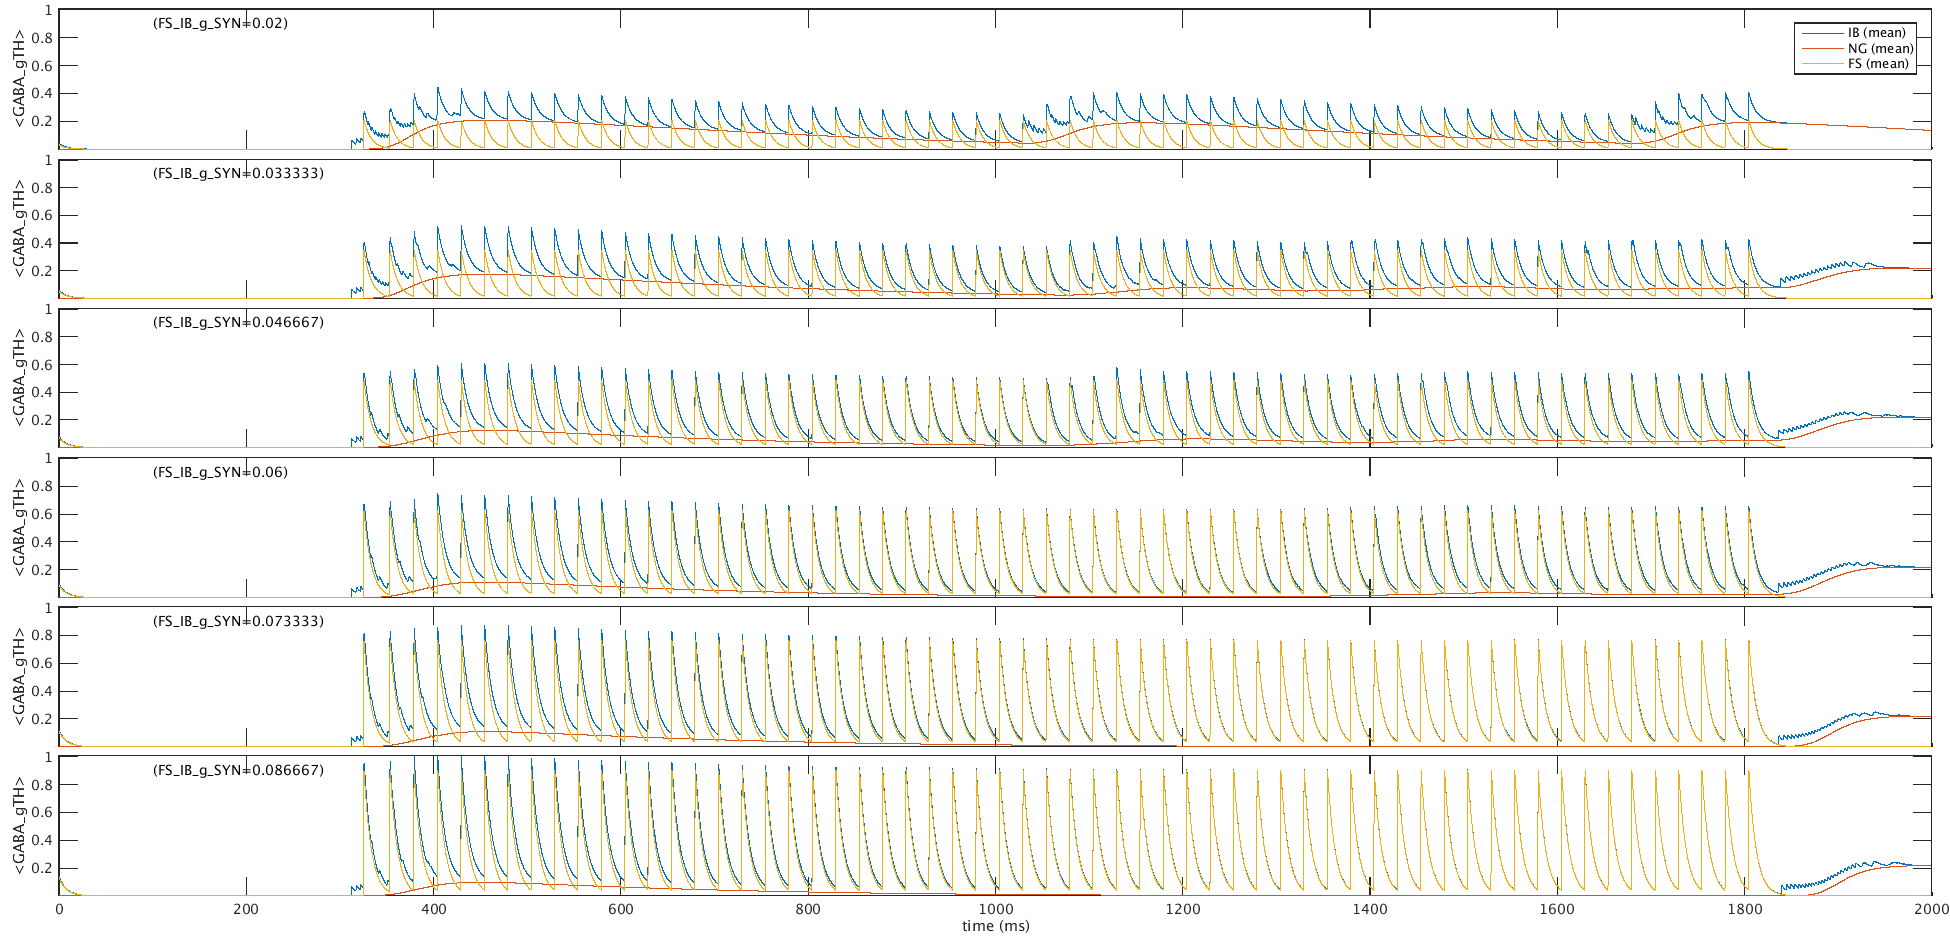 1
(FS_IB_g_SYN=0.02)
IB (mean)
NG (mean)
FS (mean)
0.8
0.6
0.4
0.2
<GABA_gTH>
1
(FS_IB_g_SYN=0.033333)
0.8
0.6
0.4
0.2
<GABA_gTH>
1
(FS_IB_g_SYN=0.046667)
0.8
0.6
0.4
0.2
<GABA_gTH>
1
(FS_IB_g_SYN=0.06)
0.8
0.6
0.4
0.2
<GABA_gTH>
1
(FS_IB_g_SYN=0.073333)
0.8
0.6
0.4
0.2
<GABA_gTH>
1
(FS_IB_g_SYN=0.086667)
0.8
0.6
0.4
0.2
<GABA_gTH>
0 200 400 600 800 1000 1200 1400 1600 1800 2000
time (ms)